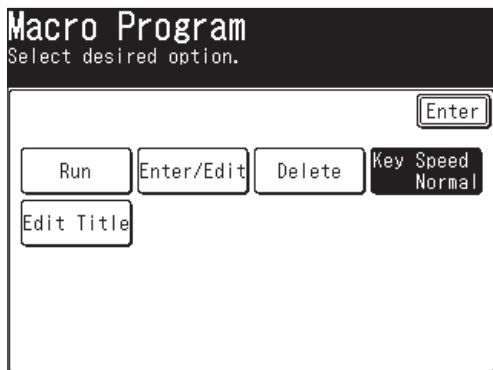 Macro Program
Select desired option.
Enter
Run
Enter/Edit
Delete
Key Speed
Normal
Edit Title